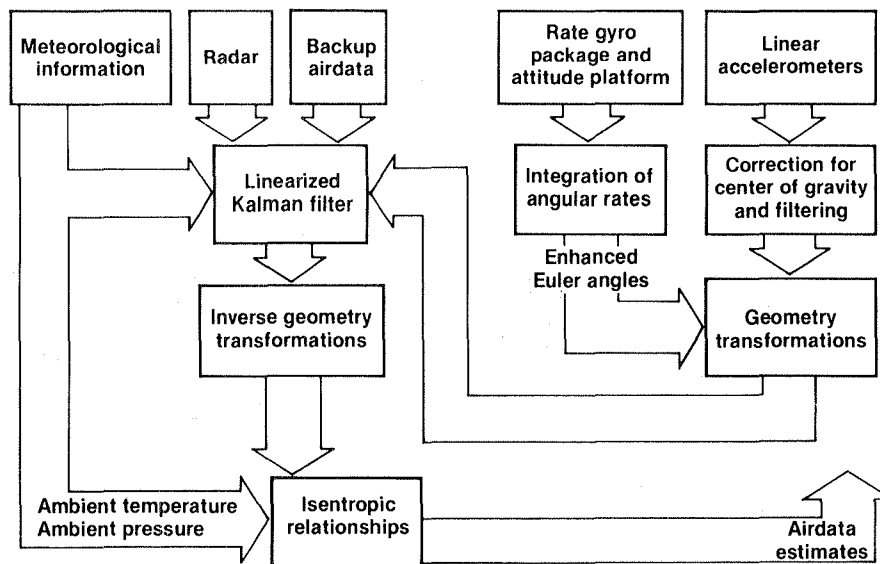 Meteorological
information
Radar
Backup
airdata
Rate gyro
package and
attitude platform
Linear
accelerometers
Linearized
Kalman filter
Integration of
angular rates
Correction for
center of gravity
and filtering
Enhanced
Euler angles
Inverse geometry
transformations
Geometry
transformations
Ambient temperature
Ambient pressure
Isentropic
relationships
Airdata
estimates